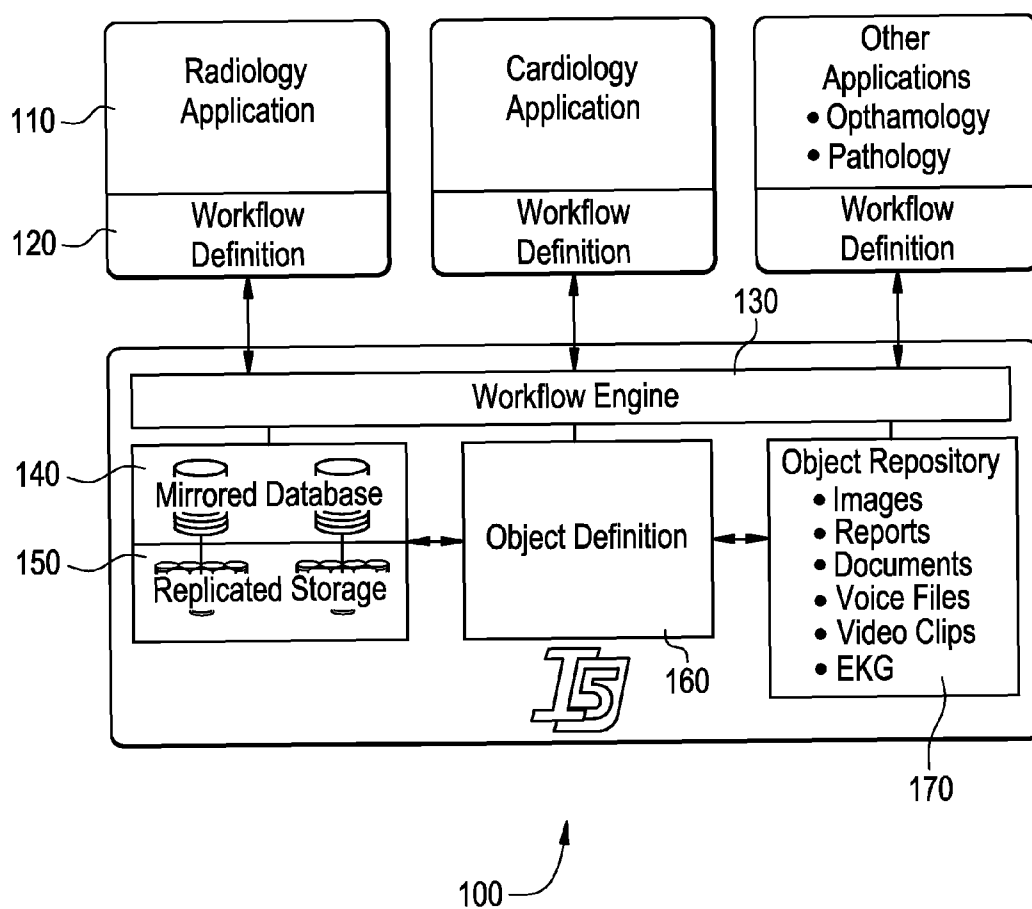 Radiology
Application
Cardiology
Application
Other
Applications
• Opthamology
• Pathology
110
120
Workflow
Definition
Workflow
Definition
Workflow
Definition
130
Workflow Engine
140
Mirrored Database
150
Replicated Storage
Object Definition
160
Object Repository
• Images
• Reports
• Documents
• Voice Files
• Video Clips
• EKG
170
I5
100